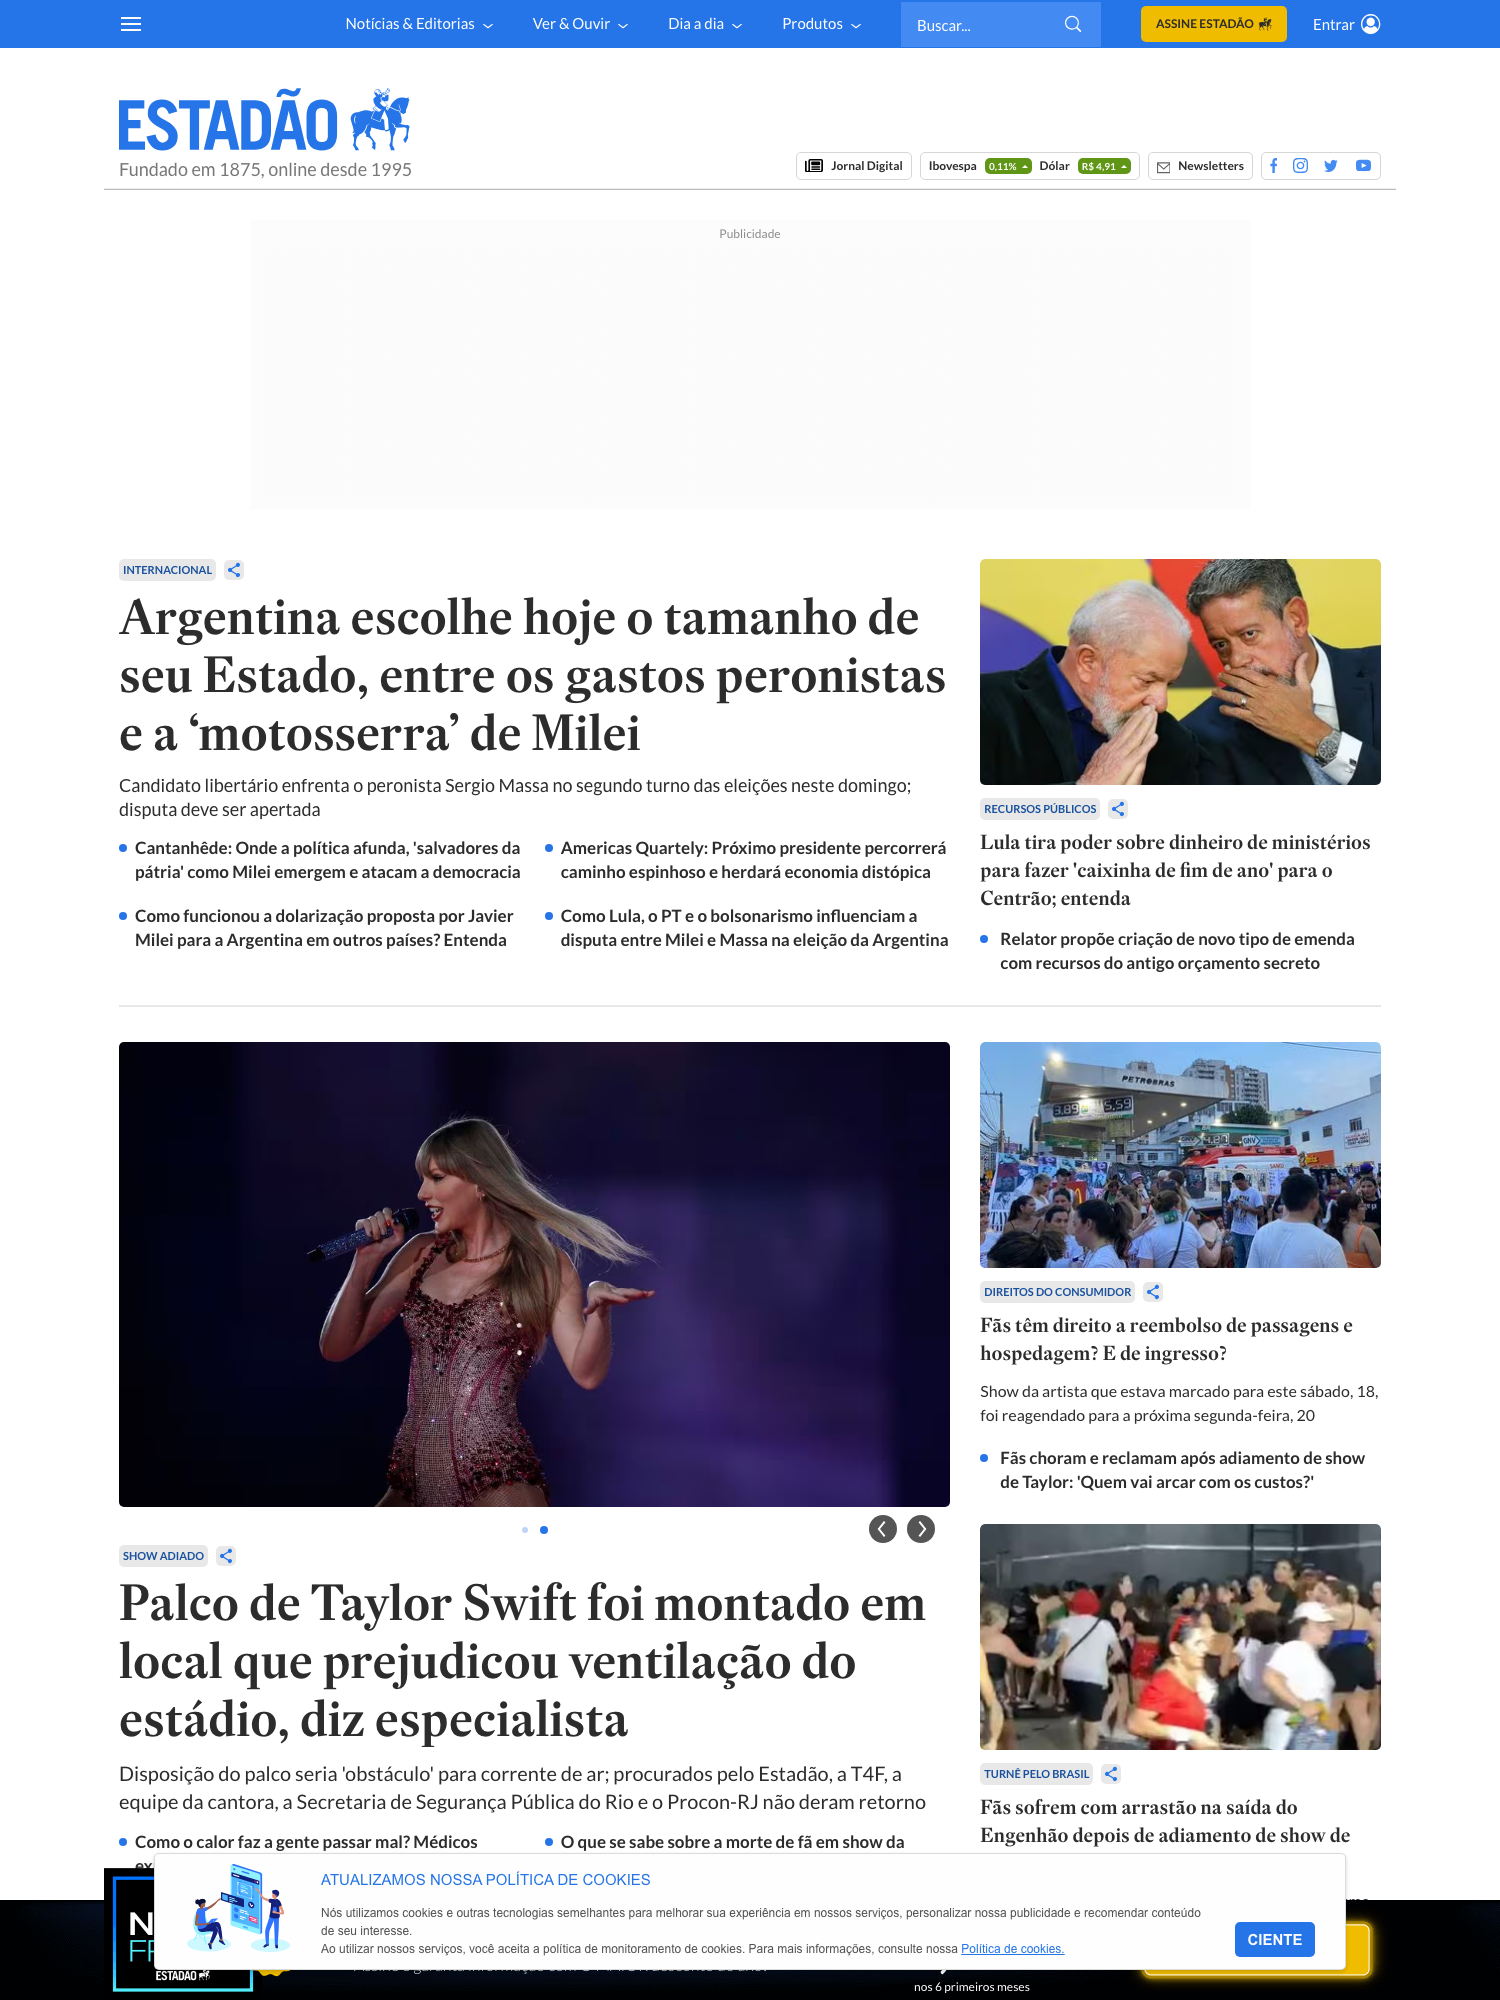 Notícias & Editorias
Ver & Ouvir
Dia a dia
Produtos
Buscar...
ASSINE ESTADÃO
Entrar
ESTADÃO
Fundado em 1875, online desde 1995
Jornal Digital
Ibovespa 0,11% Dólar R$ 4,91
Newsletters
Publicidade
INTERNACIONAL
Argentina escolhe hoje o tamanho de
seu Estado, entre os gastos peronistas
e a ‘motosserra’ de Milei
Candidato libertário enfrenta o peronista Sergio Massa no segundo turno das eleições neste domingo;
disputa deve ser apertada
Cantanhêde: Onde a política afunda, 'salvadores da
pátria' como Milei emergem e atacam a democracia
Americas Quartely: Próximo presidente percorrerá
caminho espinhoso e herdará economia distópica
Como funcionou a dolarização proposta por Javier
Milei para a Argentina em outros países? Entenda
Como Lula, o PT e o bolsonarismo influenciam a
disputa entre Milei e Massa na eleição da Argentina
RECURSOS PÚBLICOS
Lula tira poder sobre dinheiro de ministérios
para fazer 'caixinha de fim de ano' para o
Centrão; entenda
Relator propõe criação de novo tipo de emenda
com recursos do antigo orçamento secreto
SHOW ADIADO
Palco de Taylor Swift foi montado em
local que prejudicou ventilação do
estádio, diz especialista
Disposição do palco seria 'obstáculo' para corrente de ar; procurados pelo Estadão, a T4F, a
equipe da cantora, a Secretaria de Segurança Pública do Rio e o Procon-RJ não deram retorno
Como o calor faz a gente passar mal? Médicos
O que se sabe sobre a morte de fã em show da
PETROBRAS
3.89
5.59
GNV
DIREITOS DO CONSUMIDOR
Fãs têm direito a reembolso de passagens e
hospedagem? E de ingresso?
Show da artista que estava marcado para este sábado, 18,
foi reagendado para a próxima segunda-feira, 20
Fãs choram e reclamam após adiamento de show
de Taylor: 'Quem vai arcar com os custos?'
TURNÊ PELO BRASIL
Fãs sofrem com arrastão na saída do
Engenhão depois de adiamento de show de
ATUALIZAMOS NOSSA POLÍTICA DE COOKIES
Nós utilizamos cookies e outras tecnologias semelhantes para melhorar sua experiência em nossos serviços, personalizar nossa publicidade e recomendar conteúdo
de seu interesse.
Ao utilizar nossos serviços, você aceita a política de monitoramento de cookies. Para mais informações, consulte nossa Política de cookies.
CIENTE
ESTADÃO
nos 6 primeiros meses